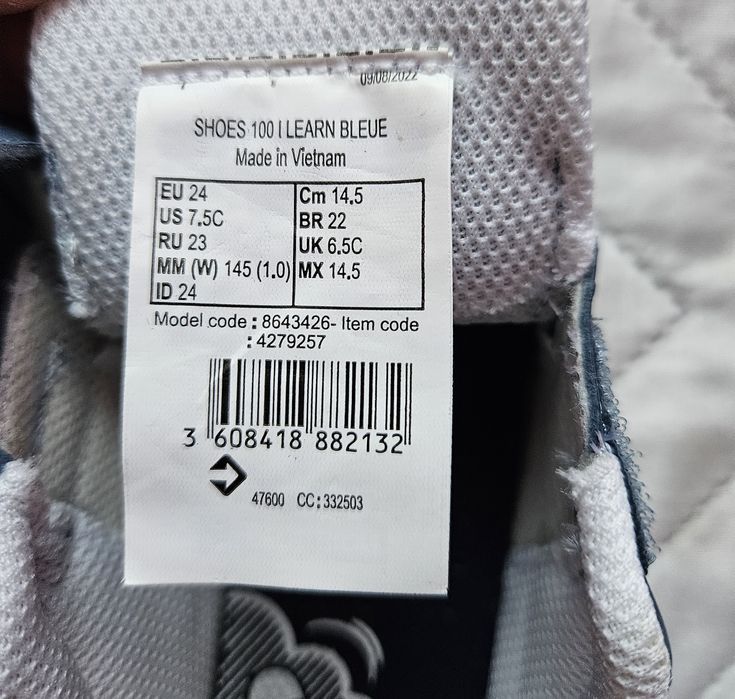 09/08/2022
SHOES 100 I LEARN BLEUE
Made in Vietnam
EU 24
US 7.5C
RU 23
MM (W) 145 (1.0)
ID 24
Cm 14.5
BR 22
UK 6.5C
MX 14.5
Model code : 8643426- Item code
: 4279257
3 608418 882132
47600 CC:332503